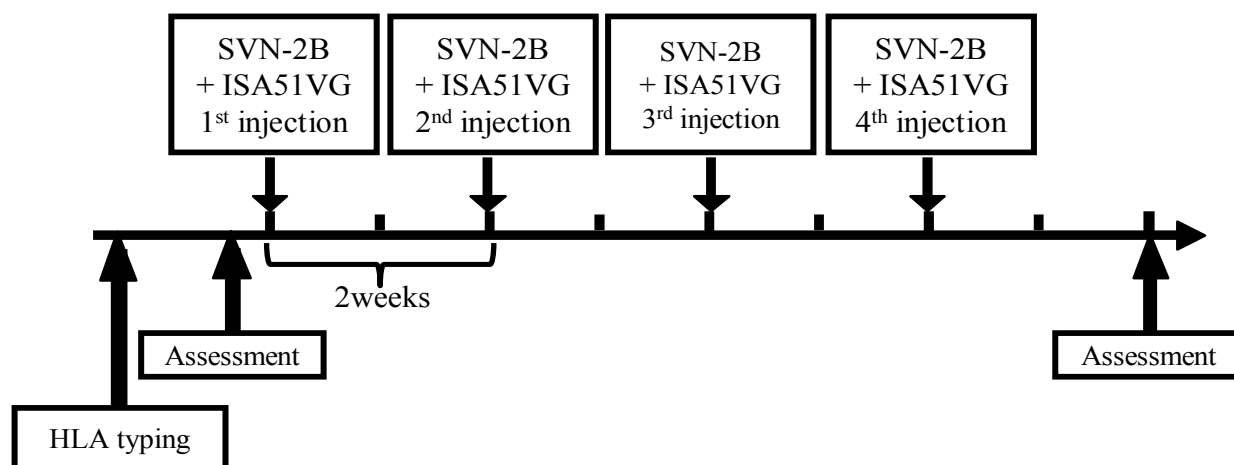 SVN-2B
+ ISA51VG
1st injection
SVN-2B
+ ISA51VG
2nd injection
SVN-2B
+ ISA51VG
3rd injection
SVN-2B
+ ISA51VG
4th injection
2weeks
Assessment
Assessment
HLA typing